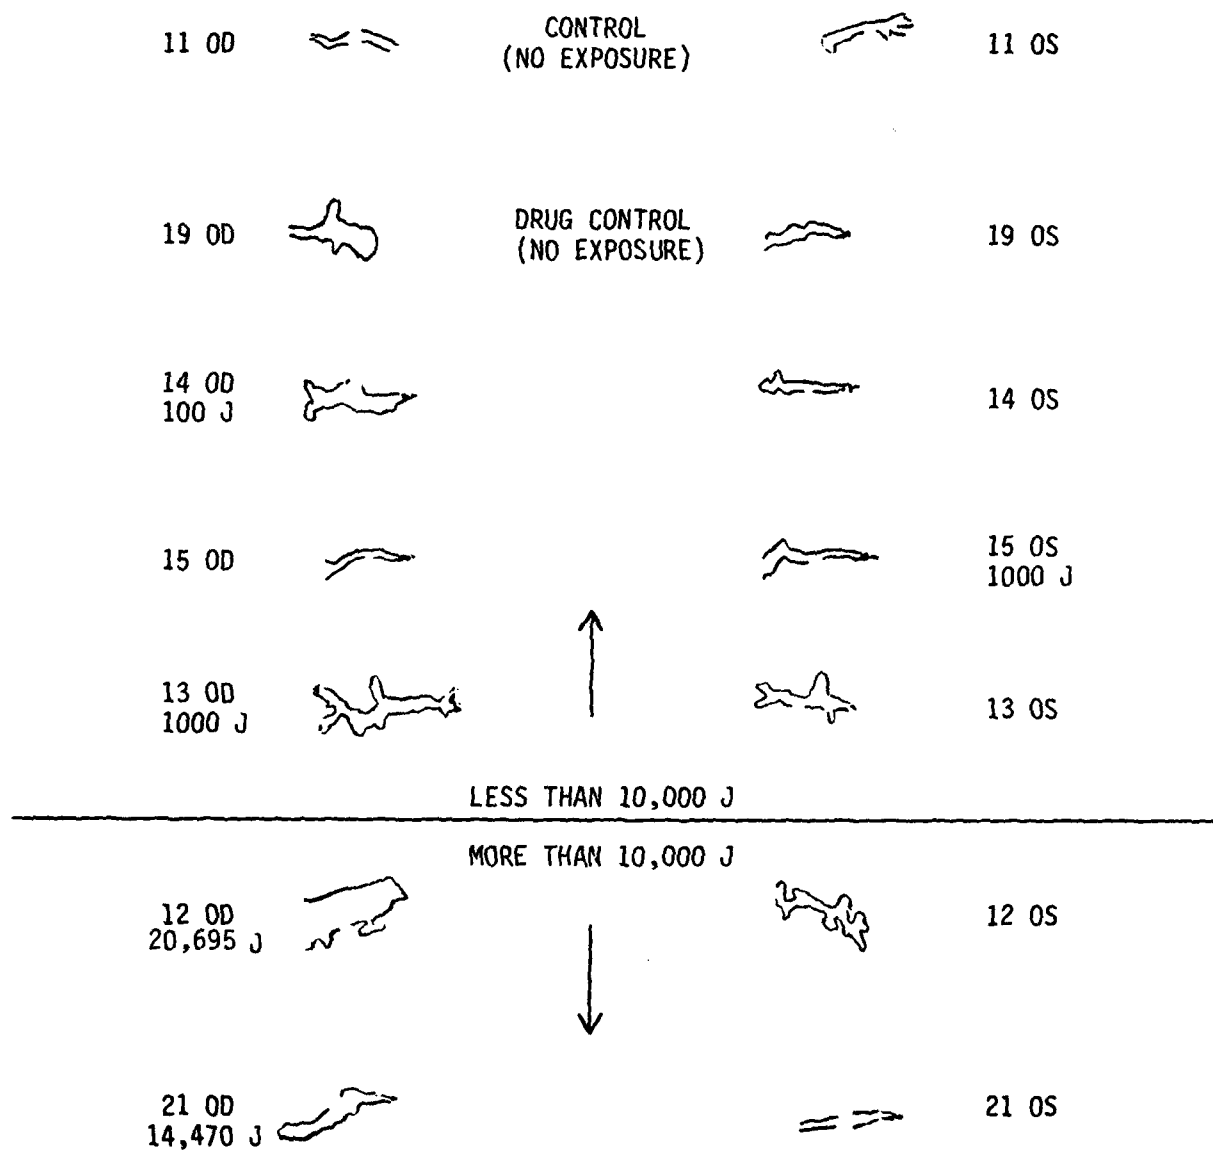 11 OD
CONTROL
(NO EXPOSURE)
11 OS
19 OD
DRUG CONTROL
(NO EXPOSURE)
19 OS
14 OD
100 J
14 OS
15 OD
15 OS
1000 J
13 OD
1000 J
13 OS
LESS THAN 10,000 J
MORE THAN 10,000 J
12 OD
20,695 J
12 OS
21 OD
14,470 J
21 OS